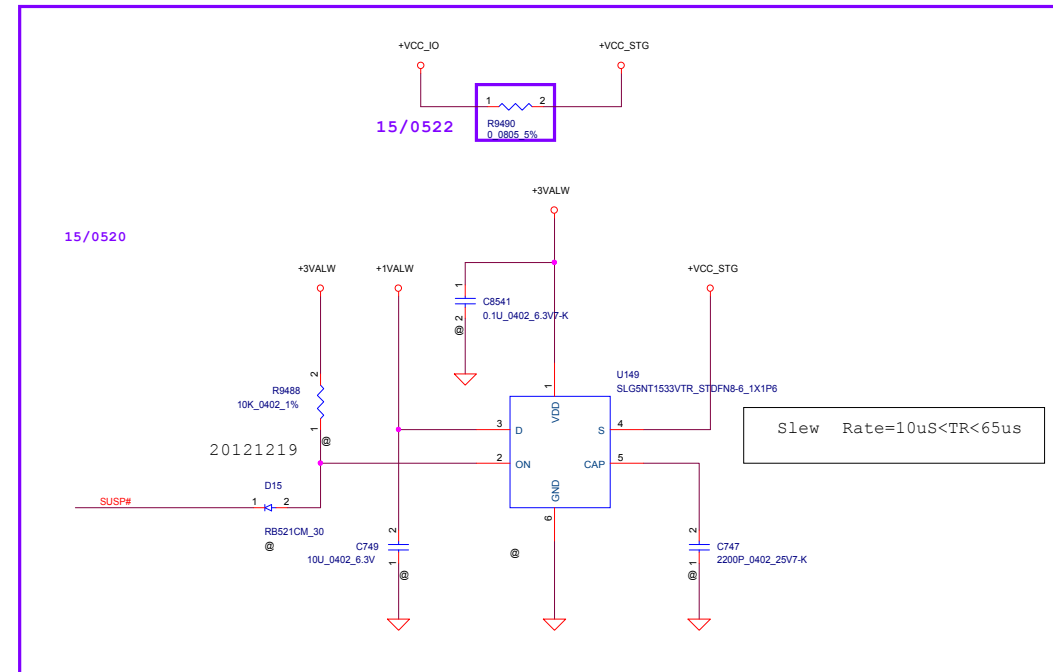 +VCC_IO
+VCC_STG
1
2
R9490
0_0805_5%
15/0522
+3VALW
15/0520
+3VALW
+1VALW
+VCC_STG
1
C8541
0.1U_0402_6.3V7-K
2
@
U149
SLG5NT1533VTR_STDFN8-6_1X1P6
1
VDD
2
R9488
10K_0402_1%
1
@
20121219
3
D
S
4
2
ON
CAP
5
GND
6
Slew Rate=10uS<TR<65us
SUSP#
D15
1
2
RB521CM_30
@
2
C749
10U_0402_6.3V
1
@
@
2
C747
2200P_0402_25V7-K
1
@